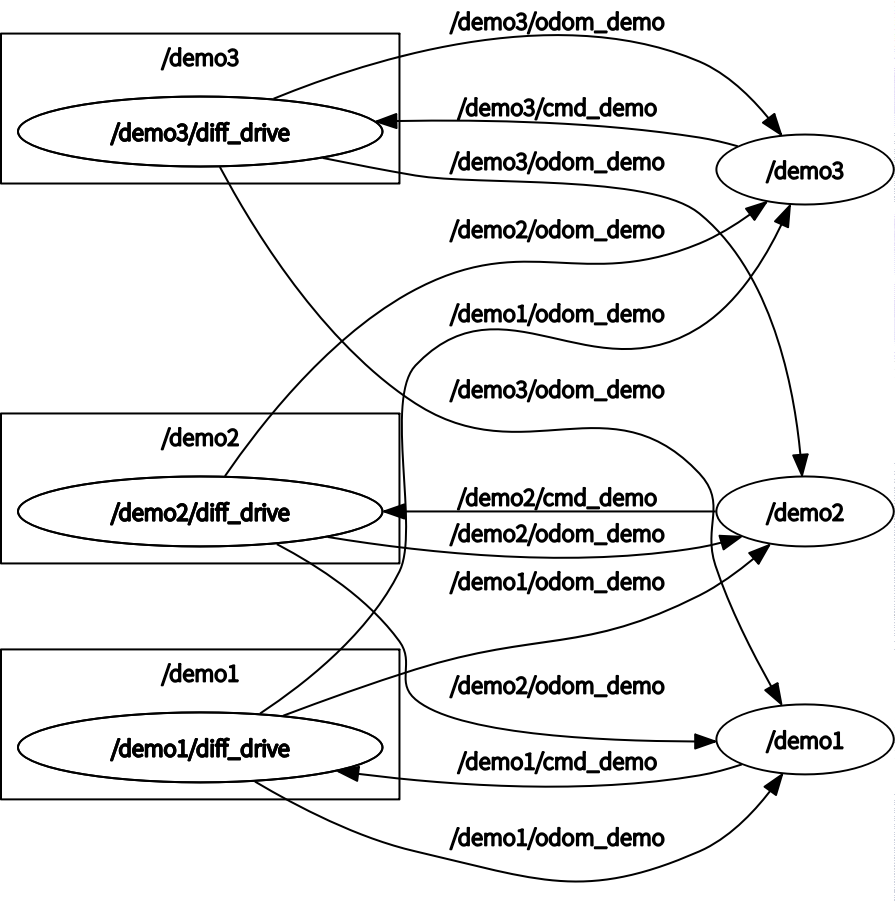 /demo3/odom_demo
/demo3
/demo3/cmd_demo
/demo3/diff_drive
/demo3/odom_demo
/demo3
/demo2/odom_demo
/demo1/odom_demo
/demo3/odom_demo
/demo2
/demo2/cmd_demo
/demo2/diff_drive
/demo2
/demo2/odom_demo
/demo1/odom_demo
/demo1
/demo2/odom_demo
/demo1/diff_drive
/demo1
/demo1/cmd_demo
/demo1/odom_demo